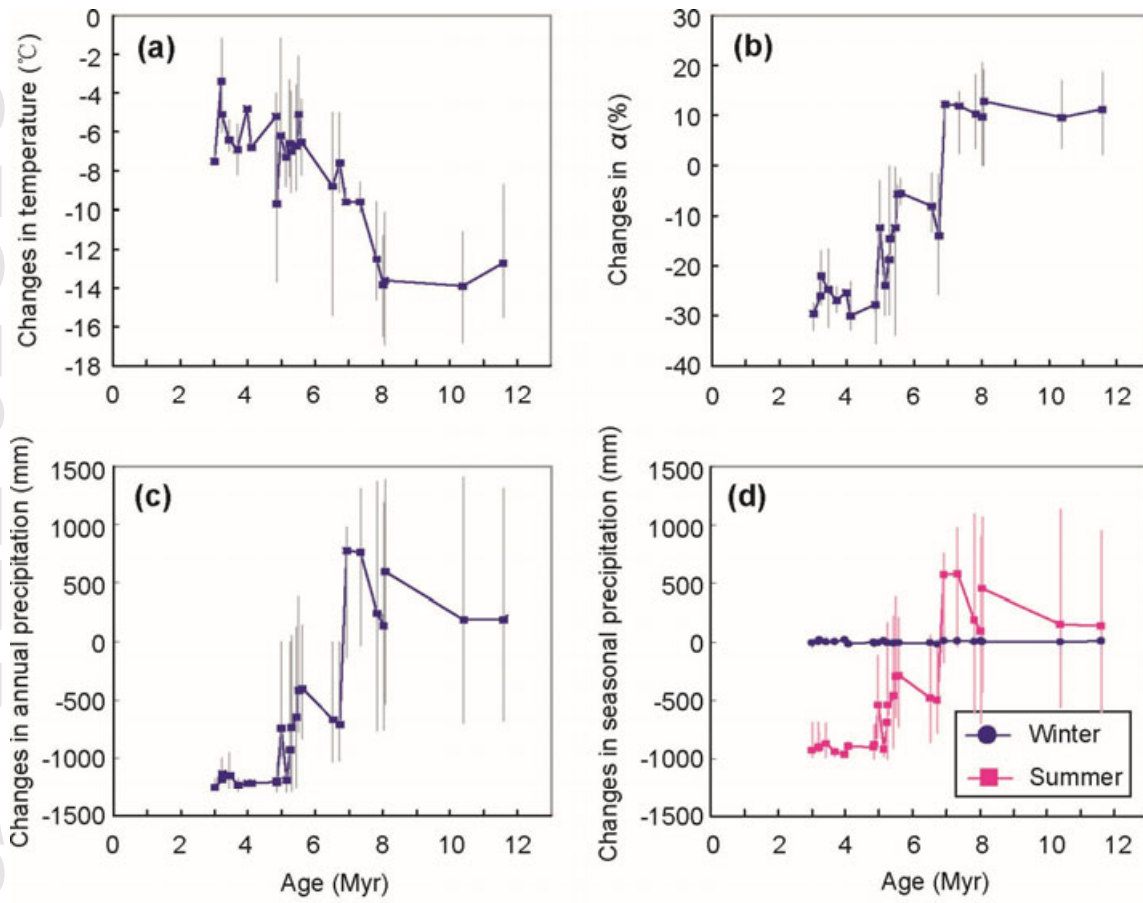 (a)
Changes in temperature (℃)
0
-2
-4
-6
-8
-10
-12
-14
-16
-18
0 2 4 6 8 10 12
(b)
Changes in α(%)
30
20
10
0
-10
-20
-30
-40
0 2 4 6 8 10 12
(c)
Changes in annual precipitation (mm)
1500
1000
500
0
-500
-1000
-1500
0 2 4 6 8 10 12
Age (Myr)
(d)
Changes in seasonal precipitation (mm)
1500
1000
500
0
-500
-1000
-1500
Winter
Summer
0 2 4 6 8 10 12
Age (Myr)